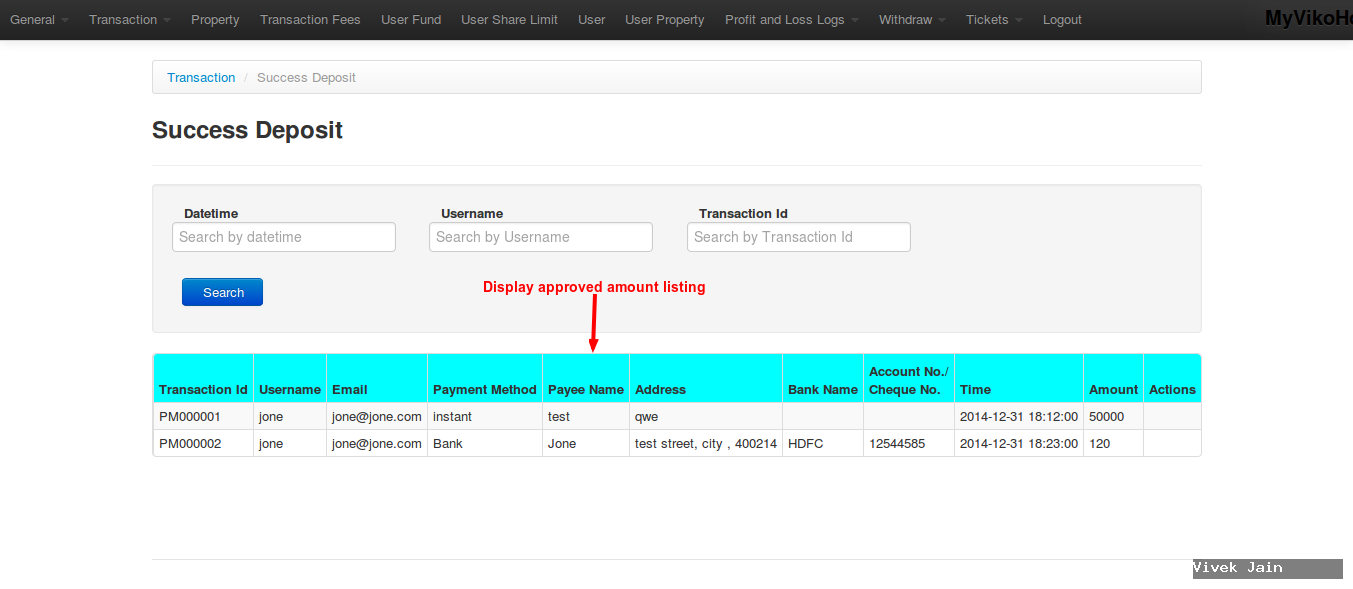 General Transaction Property Transaction Fees User Fund User Share Limit User User Property Profit and Loss Logs Withdraw Tickets Logout
Transaction / Success Deposit
Success Deposit
Datetime Username Transaction Id
Search by datetime Search by Username Search by Transaction Id
Search
Display approved amount listing
Transaction Id Username Email Payment Method Payee Name Address Bank Name Account No./ Cheque No. Time Amount Actions
PM000001 jone jone@jone.com instant test qwe 2014-12-31 18:12:00 50000
PM000002 jone jone@jone.com Bank Jone test street, city , 400214 HDFC 12544585 2014-12-31 18:23:00 120
Vivek Jain